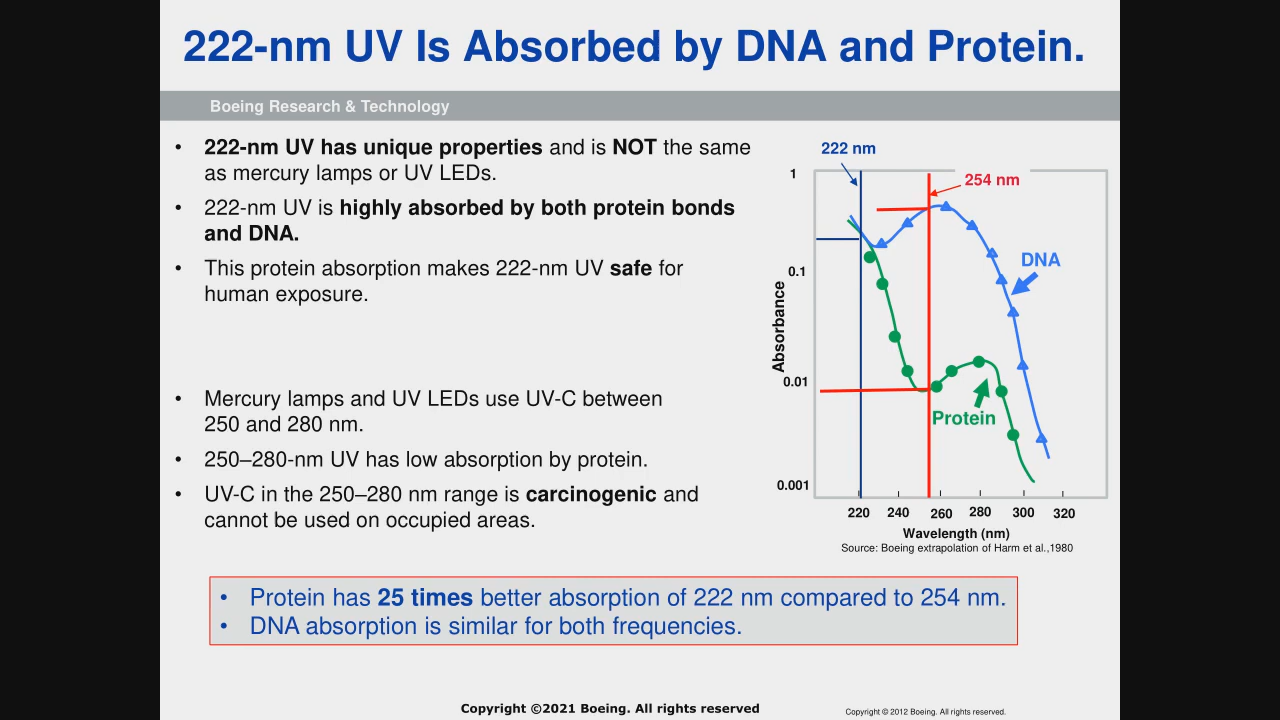 222-nm UV Is Absorbed by DNA and Protein.
Boeing Research & Technology
• 222-nm UV has unique properties and is NOT the same
as mercury lamps or UV LEDs.
• 222-nm UV is highly absorbed by both protein bonds
and DNA.
• This protein absorption makes 222-nm UV safe for
human exposure.
• Mercury lamps and UV LEDs use UV-C between
250 and 280 nm.
• 250–280-nm UV has low absorption by protein.
• UV-C in the 250–280 nm range is carcinogenic and
cannot be used on occupied areas.
222 nm
254 nm
1
0.1
0.01
0.001
Absorbance
DNA
Protein
220 240 260 280 300 320
Wavelength (nm)
Source: Boeing extrapolation of Harm et al.,1980
• Protein has 25 times better absorption of 222 nm compared to 254 nm.
• DNA absorption is similar for both frequencies.
Copyright ©2021 Boeing. All rights reserved
Copyright © 2012 Boeing. All rights reserved.